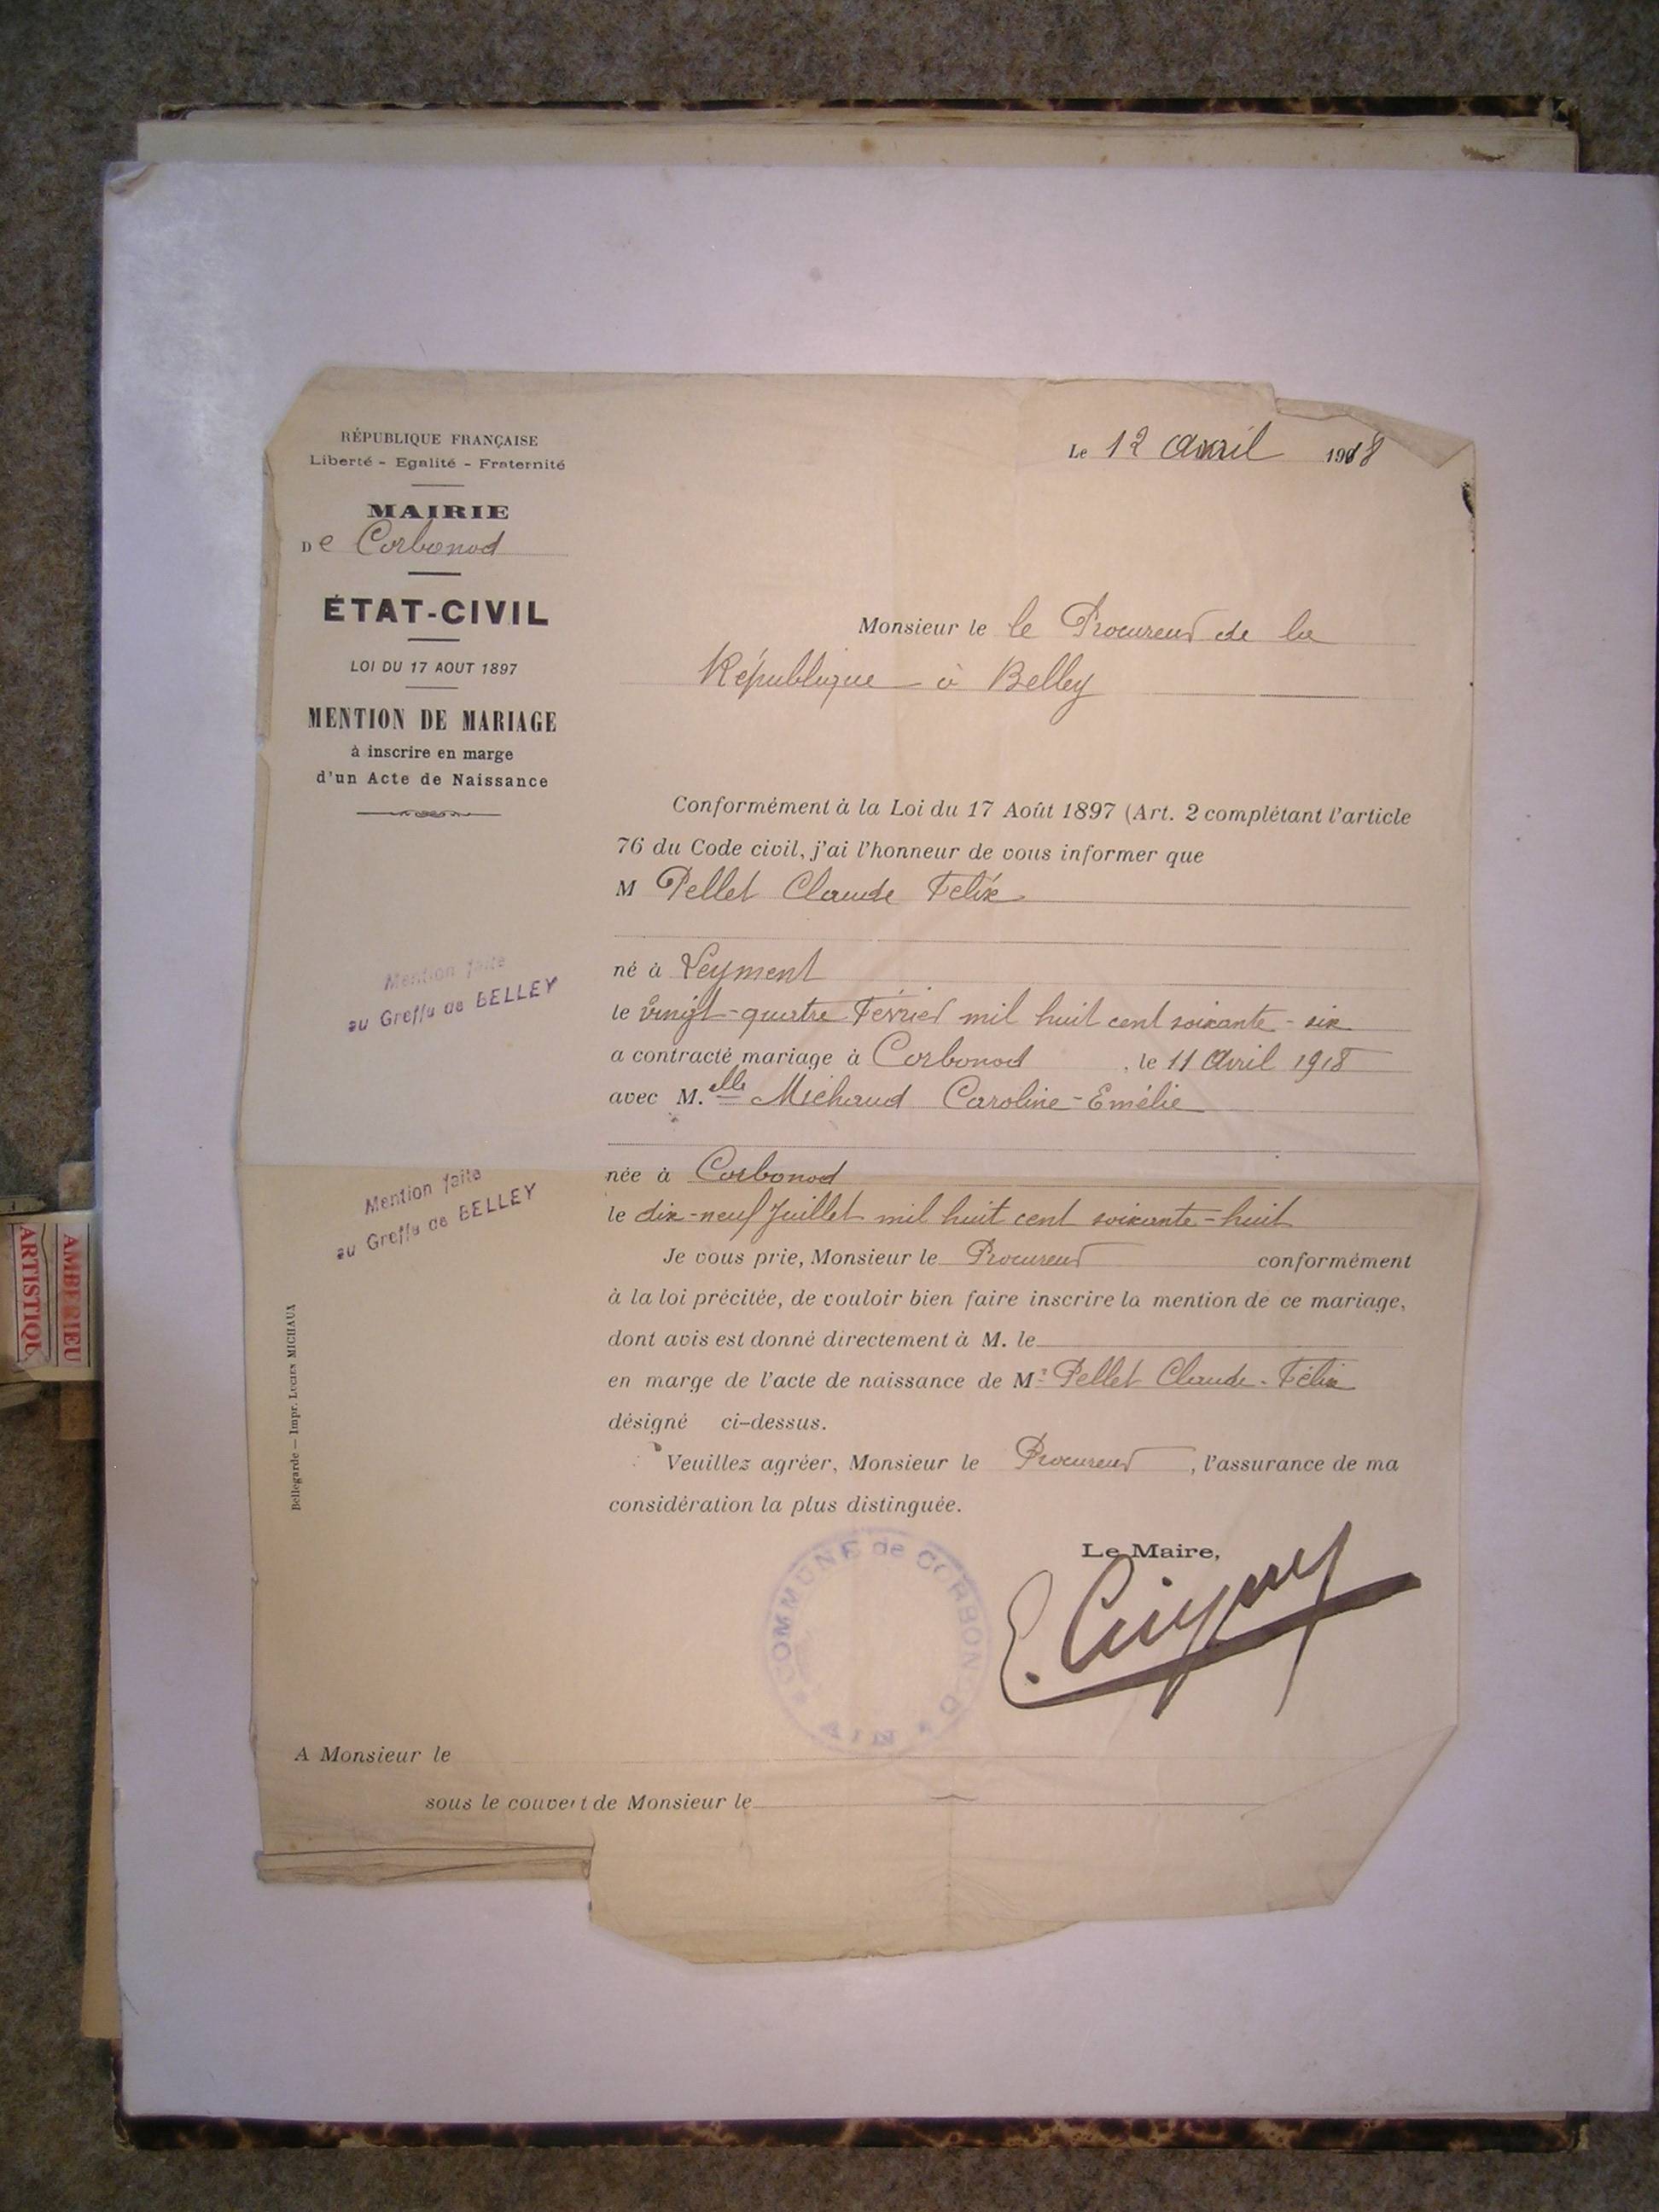 RÉPUBLIQUE FRANÇAISE
Liberté - Egalité - Fraternité
MAIRIE
De Corbonod
ÉTAT-CIVIL
LOI DU 17 AOUT 1897
MENTION DE MARIAGE
à inscrire en marge
d'un Acte de Naissance
Le 12 Avril 1918
Monsieur le le Procureur de la
République à Belley
Conformément à la Loi du 17 Août 1897 (Art. 2 complétant l'article
76 du Code civil, j'ai l'honneur de vous informer que
M Pellet Claude Felix
né à Leyment
le vingt-quatre Février mil huit cent soixante-six
a contracté mariage à Corbonod, le 11 Avril 1918
avec M.elle Michaud Caroline-Emélie
née à Corbonod
le dix-neuf Juillet mil huit cent soixante-huit
Je vous prie, Monsieur le Procureur conformément
à la loi précitée, de vouloir bien faire inscrire la mention de ce mariage,
dont avis est donné directement à M. le
en marge de l'acte de naissance de Mr Pellet Claude-Félix
désigné ci-dessus.
Veuillez agréer, Monsieur le Procureur, l'assurance de ma
considération la plus distinguée.
Le Maire,
COMMUNE de CORBONOD
* AIN *
Mention faite
au Greffe de BELLEY
Mention faite
au Greffe de BELLEY
Bellegarde — Impr. LUCIEN MICHAUX
A Monsieur le
sous le couvert de Monsieur le
AMBERIEU
ARTISTIQUE